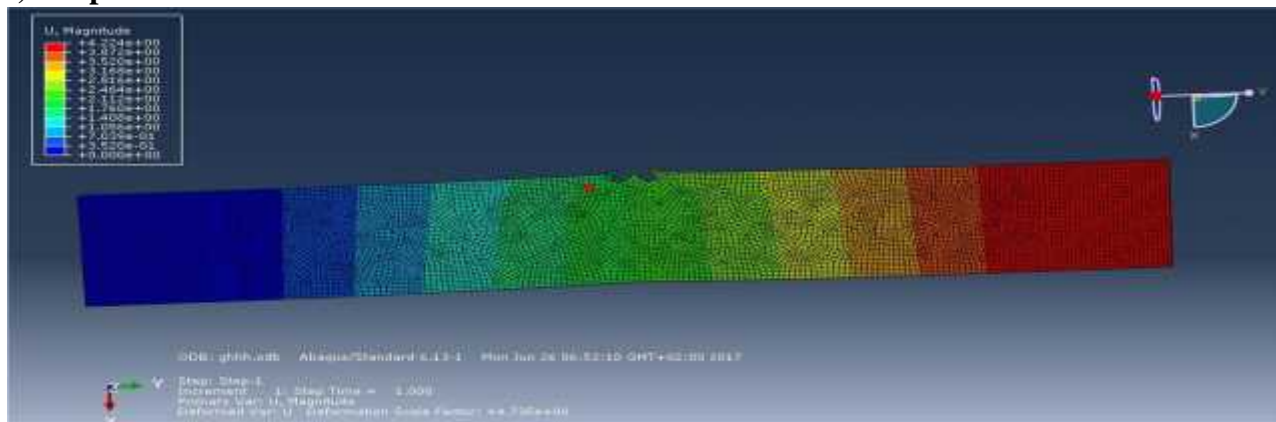 U, Magnitude
+4.224e+00
+3.872e+00
+3.520e+00
+3.168e+00
+2.816e+00
+2.464e+00
+2.112e+00
+1.760e+00
+1.408e+00
+1.056e+00
+7.039e-01
+3.520e-01
+0.000e+00
Y
X
ODB: ghhh.odb Abaqus/Standard 6.13-1 Mon Jun 26 06:52:10 GMT+02:00 2017
Y
Step: Step-1
Increment 1: Step Time = 1.000
Primary Var: U, Magnitude
Deformed Var: U Deformation Scale Factor:
X